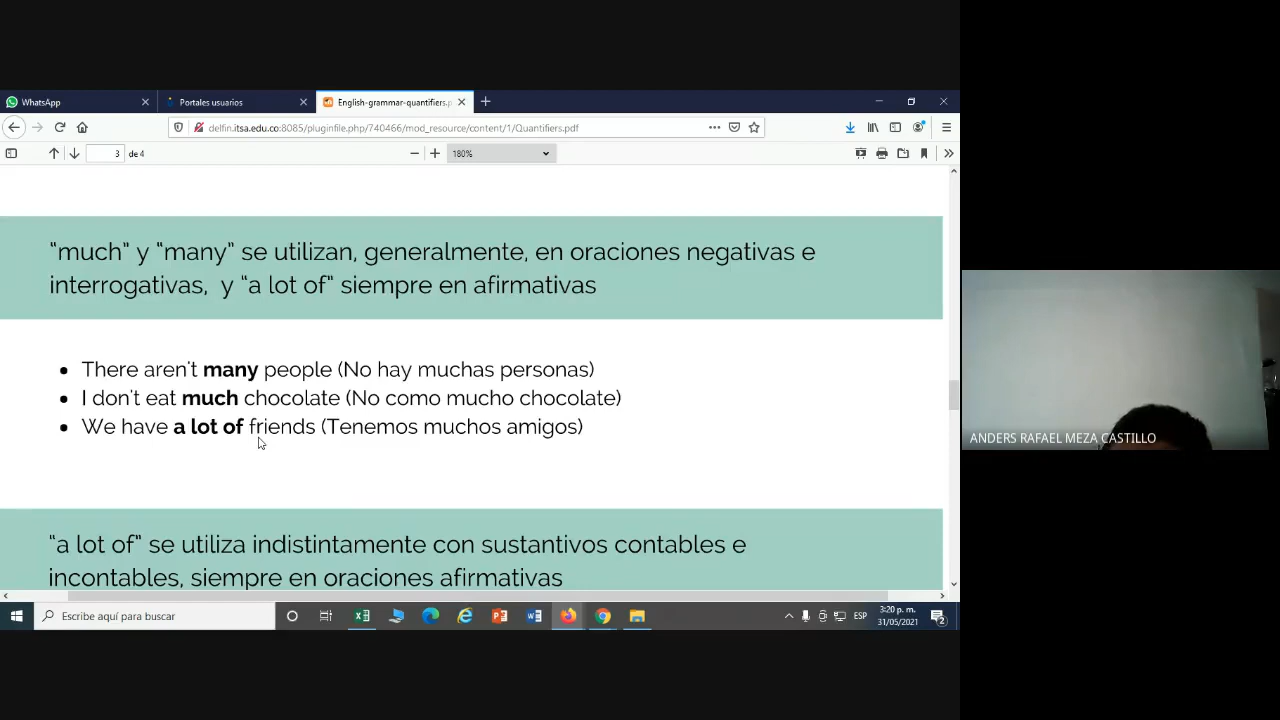 WhatsApp
Portales usuarios
English-grammar-quantifiers.p
delfin.itsa.edu.co:8085/pluginfile.php/740466/mod_resource/content/1/Quantifiers.pdf
3 de 4
180%
"much" y "many" se utilizan, generalmente, en oraciones negativas e
interrogativas, y "a lot of" siempre en afirmativas
There aren't many people (No hay muchas personas)
I don't eat much chocolate (No como mucho chocolate)
We have a lot of friends (Tenemos muchos amigos)
ANDERS RAFAEL MEZA CASTILLO
"a lot of" se utiliza indistintamente con sustantivos contables e
incontables, siempre en oraciones afirmativas
Escribe aquí para buscar
ESP
3:20 p. m.
31/05/2021
2